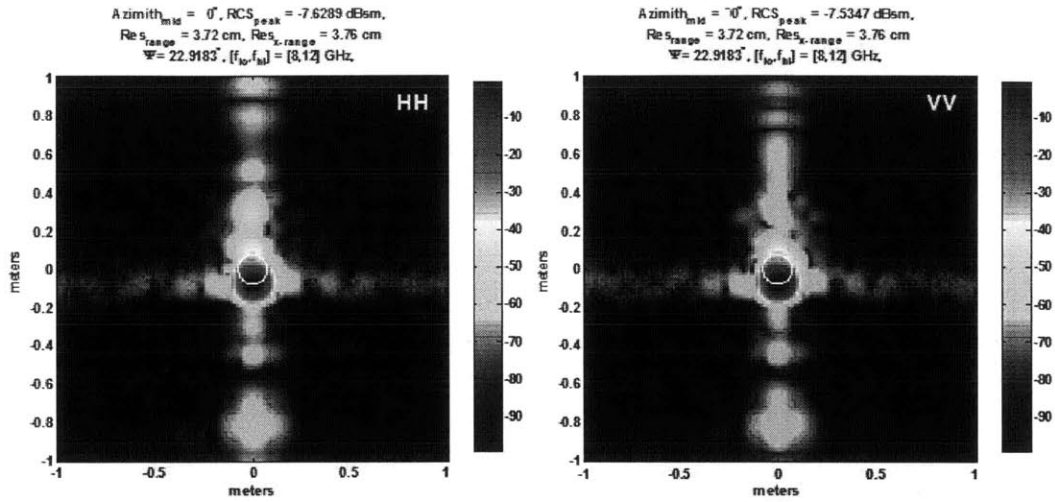 Azimuth_mid = 0°, RCS_peak = -7.6289 dBsm,
Res_range = 3.72 cm, Res_x-range = 3.76 cm
Ψ= 22.9183°, [f_lo,f_hi] = [8,12] GHz,
HH
1
0.8
0.6
0.4
0.2
0
-0.2
-0.4
-0.6
-0.8
-1
meters
-1 -0.5 0 0.5 1
meters
-10
-20
-30
-40
-50
-60
-70
-80
-90
Azimuth_mid = 0°, RCS_peak = -7.5347 dBsm,
Res_range = 3.72 cm, Res_x-range = 3.76 cm
Ψ= 22.9183°, [f_lo,f_hi] = [8,12] GHz,
VV
1
0.8
0.6
0.4
0.2
0
-0.2
-0.4
-0.6
-0.8
-1
meters
-1 -0.5 0 0.5 1
meters
-10
-20
-30
-40
-50
-60
-70
-80
-90